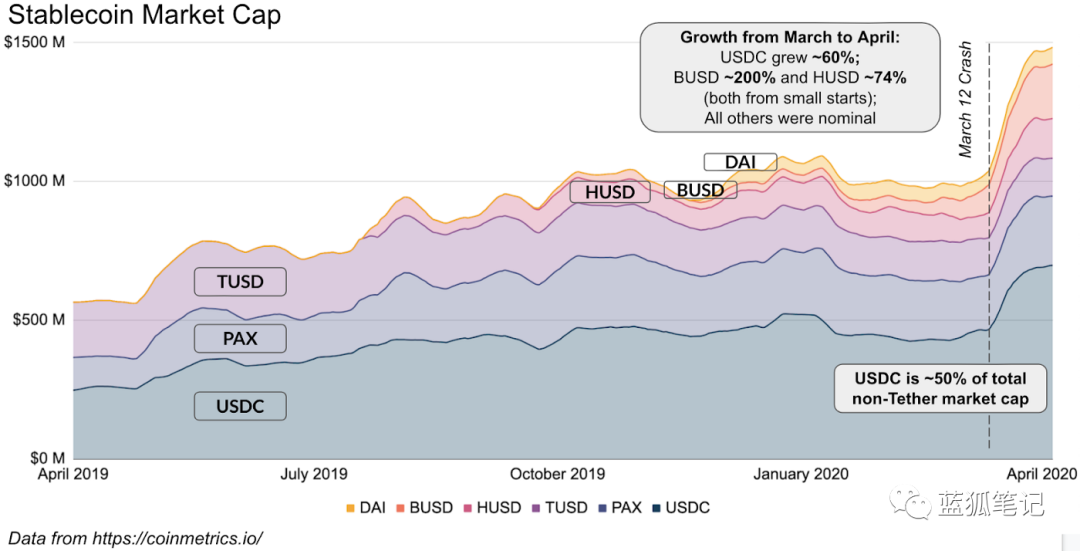 Stablecoin Market Cap
$1500 M
Growth from March to April:
USDC grew ~60%;
BUSD ~200% and HUSD ~74%
(both from small starts);
All others were nominal
March 12 Crash
DAI
$1000 M
HUSD
BUSD
TUSD
$500 M
PAX
USDC is ~50% of total
non-Tether market cap
USDC
$0 M
April 2019
July 2019
October 2019
January 2020
April 2020
DAI BUSD HUSD TUSD PAX USDC
蓝狐笔记
Data from https://coinmetrics.io/